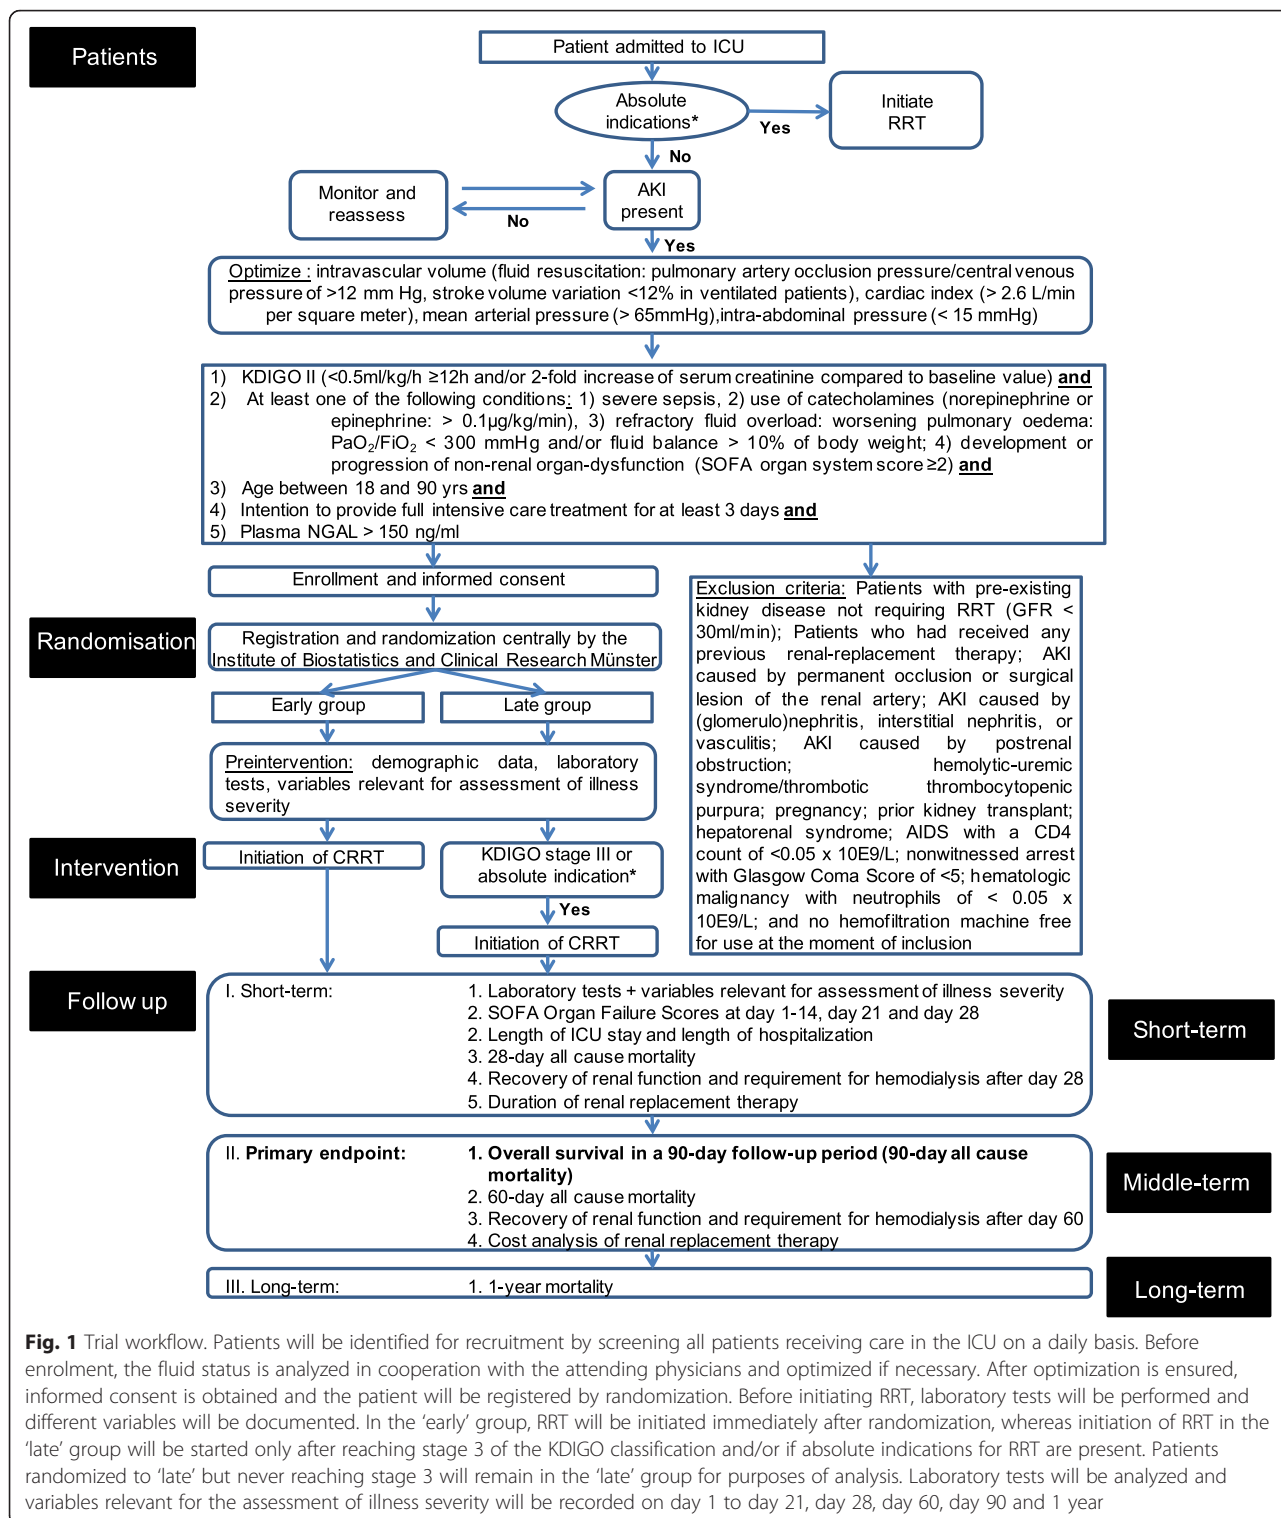 Patients
Patient admitted to ICU
Absolute
indications*
Yes
Initiate
RRT
No
Monitor and
reassess
No
AKI
present
Yes
Optimize : intravascular volume (fluid resuscitation: pulmonary artery occlusion pressure/central venous
pressure of >12 mm Hg, stroke volume variation <12% in ventilated patients), cardiac index (> 2.6 L/min
per square meter), mean arterial pressure (> 65mmHg),intra-abdominal pressure (< 15 mmHg)
1) KDIGO II (<0.5ml/kg/h ≥12h and/or 2-fold increase of serum creatinine compared to baseline value) and
2) At least one of the following conditions: 1) severe sepsis, 2) use of catecholamines (norepinephrine or
epinephrine: > 0.1µg/kg/min), 3) refractory fluid overload: worsening pulmonary oedema:
PaO2/FiO2 < 300 mmHg and/or fluid balance > 10% of body weight; 4) development or
progression of non-renal organ-dysfunction (SOFA organ system score ≥2) and
3) Age between 18 and 90 yrs and
4) Intention to provide full intensive care treatment for at least 3 days and
5) Plasma NGAL > 150 ng/ml
Enrollment and informed consent
Exclusion criteria: Patients with pre-existing
kidney disease not requiring RRT (GFR <
30ml/min); Patients who had received any
previous renal-replacement therapy; AKI
caused by permanent occlusion or surgical
lesion of the renal artery; AKI caused by
(glomerulo)nephritis, interstitial nephritis, or
vasculitis; AKI caused by postrenal
obstruction; hemolytic-uremic
syndrome/thrombotic thrombocytopenic
purpura; pregnancy; prior kidney transplant;
hepatorenal syndrome; AIDS with a CD4
count of <0.05 x 10E9/L; nonwitnessed arrest
with Glasgow Coma Score of <5; hematologic
malignancy with neutrophils of < 0.05 x
10E9/L; and no hemofiltration machine free
for use at the moment of inclusion
Randomisation
Registration and randomization centrally by the
Institute of Biostatistics and Clinical Research Münster
Early group
Late group
Preintervention: demographic data, laboratory
tests, variables relevant for assessment of illness
severity
Intervention
Initiation of CRRT
KDIGO stage III or
absolute indication*
Yes
Initiation of CRRT
Follow up
I. Short-term:
1. Laboratory tests + variables relevant for assessment of illness severity
2. SOFA Organ Failure Scores at day 1-14, day 21 and day 28
2. Length of ICU stay and length of hospitalization
3. 28-day all cause mortality
4. Recovery of renal function and requirement for hemodialysis after day 28
5. Duration of renal replacement therapy
Short-term
II. Primary endpoint:
1. Overall survival in a 90-day follow-up period (90-day all cause
mortality)
2. 60-day all cause mortality
3. Recovery of renal function and requirement for hemodialysis after day 60
4. Cost analysis of renal replacement therapy
Middle-term
III. Long-term:
1. 1-year mortality
Long-term
Fig. 1 Trial workflow. Patients will be identified for recruitment by screening all patients receiving care in the ICU on a daily basis. Before
enrolment, the fluid status is analyzed in cooperation with the attending physicians and optimized if necessary. After optimization is ensured,
informed consent is obtained and the patient will be registered by randomization. Before initiating RRT, laboratory tests will be performed and
different variables will be documented. In the ‘early’ group, RRT will be initiated immediately after randomization, whereas initiation of RRT in the
‘late’ group will be started only after reaching stage 3 of the KDIGO classification and/or if absolute indications for RRT are present. Patients
randomized to ‘late’ but never reaching stage 3 will remain in the ‘late’ group for purposes of analysis. Laboratory tests will be analyzed and
variables relevant for the assessment of illness severity will be recorded on day 1 to day 21, day 28, day 60, day 90 and 1 year